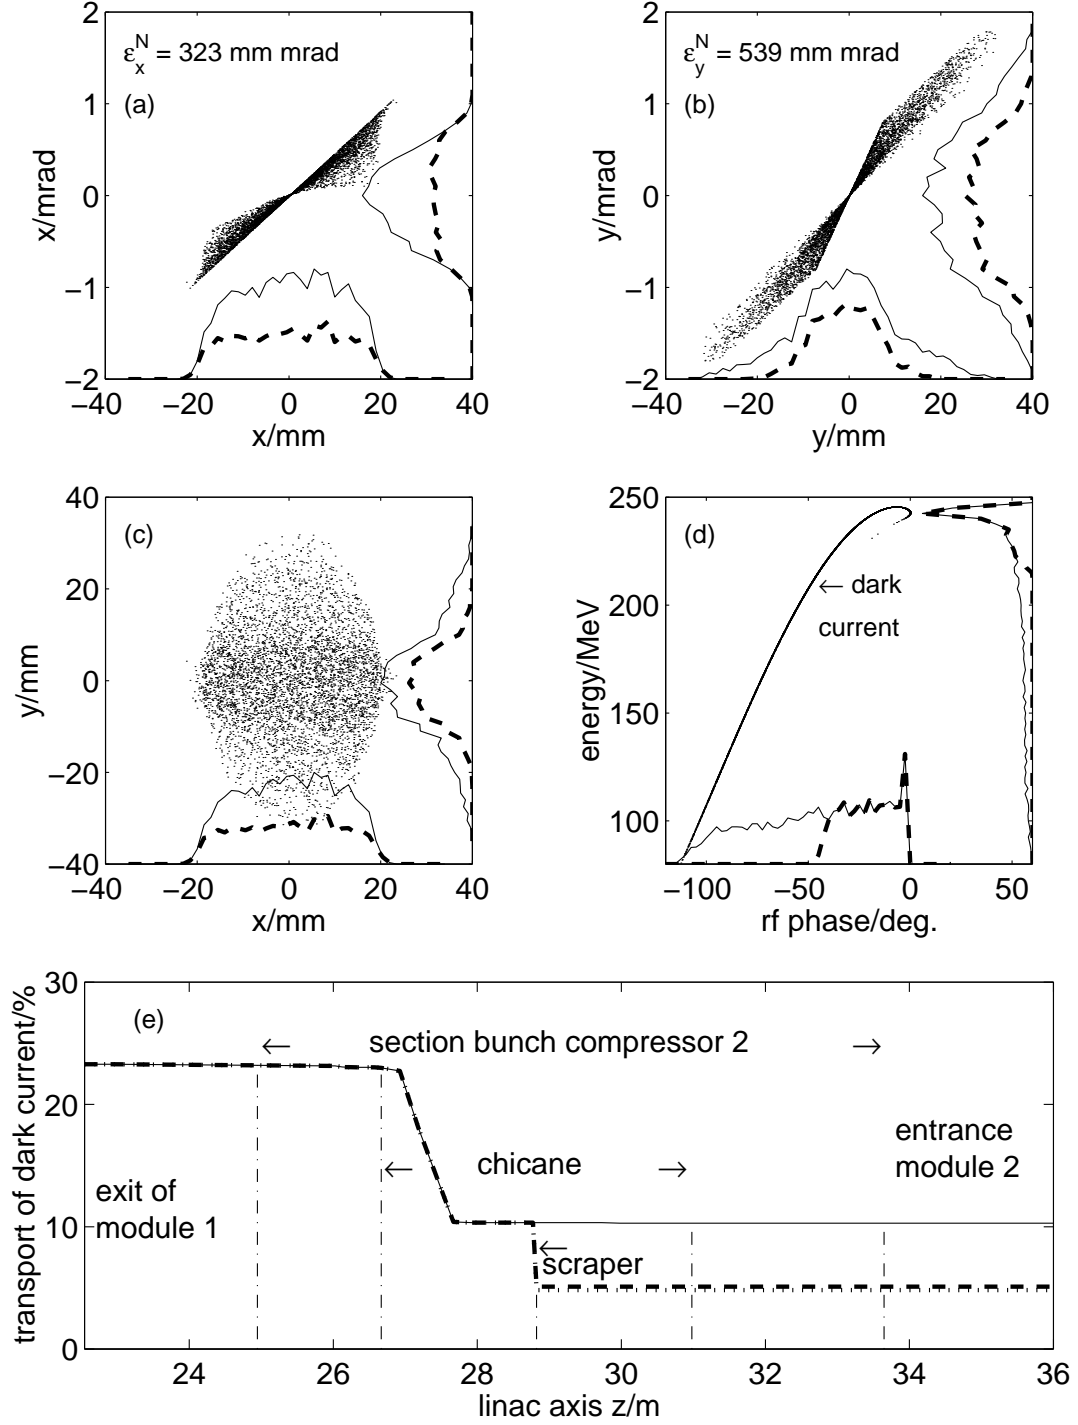 2
1
0
−1
−2
x/mrad
ε_x^N = 323 mm mrad
(a)
−40
−20
0
20
40
x/mm
2
1
0
−1
−2
y/mrad
ε_y^N = 539 mm mrad
(b)
−40
−20
0
20
40
y/mm
40
20
0
−20
−40
y/mm
(c)
−40
−20
0
20
40
x/mm
250
200
150
100
energy/MeV
(d)
← dark
current
−100
−50
0
50
rf phase/deg.
30
20
10
0
transport of dark current/%
(e)
← section bunch compressor 2 →
← chicane →
entrance
module 2
exit of
module 1
←
scraper
24
26
28
30
32
34
36
linac axis z/m